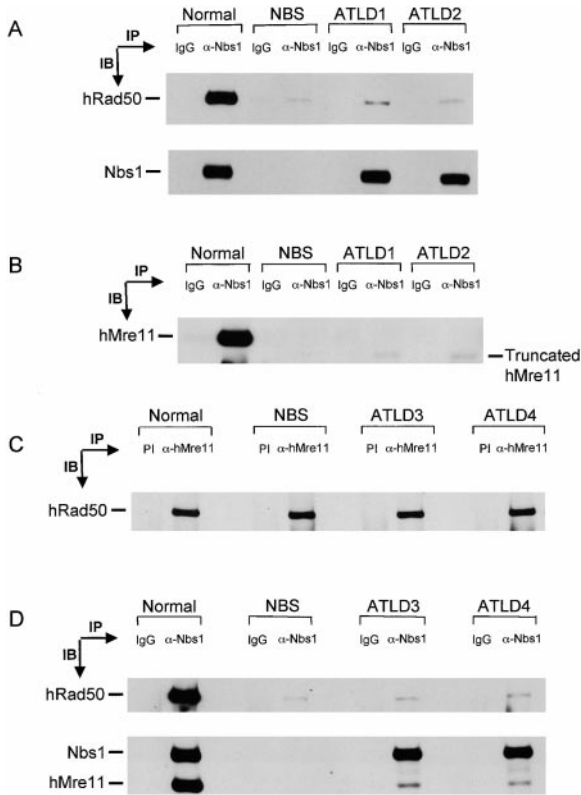 A
IP
IB
Normal NBS ATLD1 ATLD2
IgG α-Nbs1 IgG α-Nbs1 IgG α-Nbs1 IgG α-Nbs1
hRad50
Nbs1
B
IP
IB
Normal NBS ATLD1 ATLD2
IgG α-Nbs1 IgG α-Nbs1 IgG α-Nbs1 IgG α-Nbs1
hMre11
Truncated
hMre11
C
IP
IB
Normal NBS ATLD3 ATLD4
PI α-hMre11 PI α-hMre11 PI α-hMre11 PI α-hMre11
hRad50
D
IP
IB
Normal NBS ATLD3 ATLD4
IgG α-Nbs1 IgG α-Nbs1 IgG α-Nbs1 IgG α-Nbs1
hRad50
Nbs1
hMre11